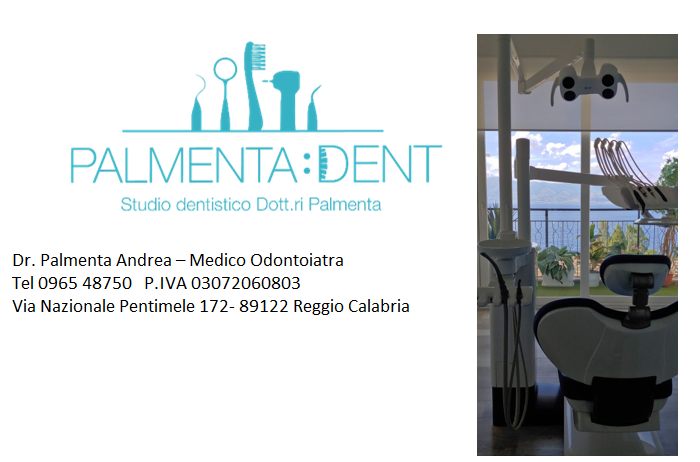 PALMENTA:DENT
Studio dentistico Dott.ri Palmenta
Dr. Palmenta Andrea – Medico Odontoiatra
Tel 0965 48750   P.IVA 03072060803
Via Nazionale Pentimele 172- 89122 Reggio Calabria